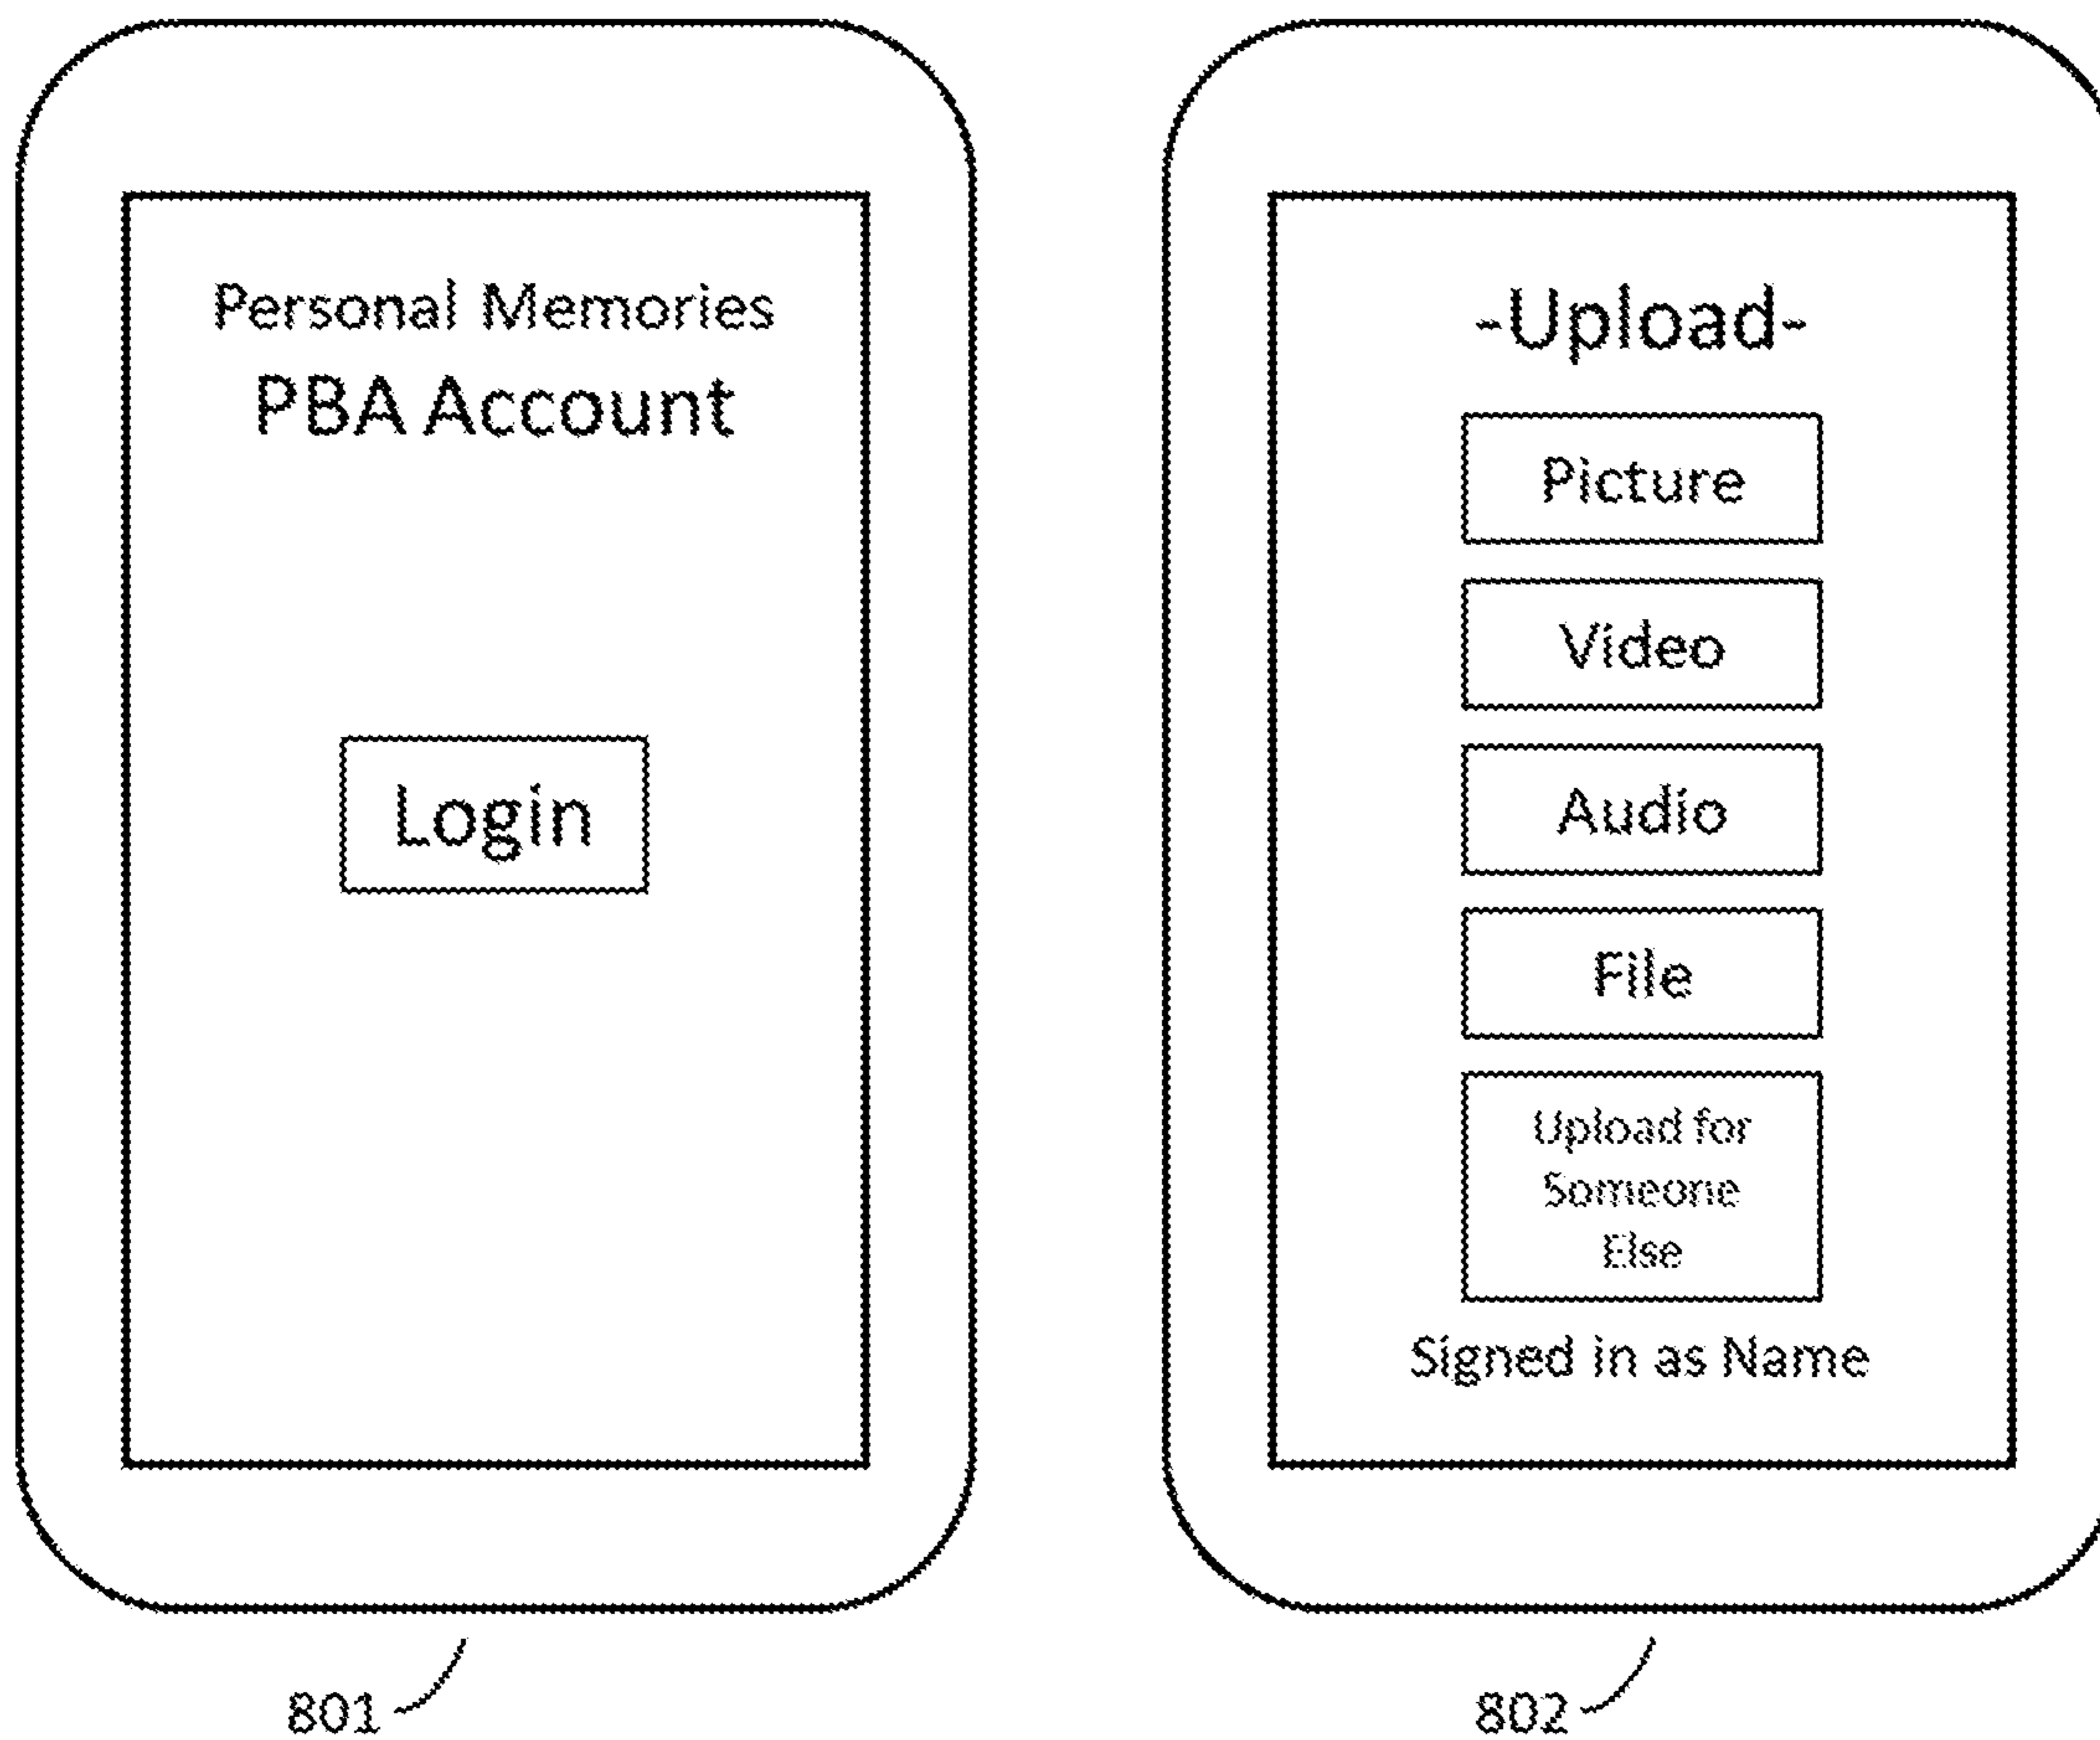 Personal Memories
PBA Account
Login
801
-Upload-
Picture
Video
Audio
File
Upload for
Someone
Else
Signed in as Name
802